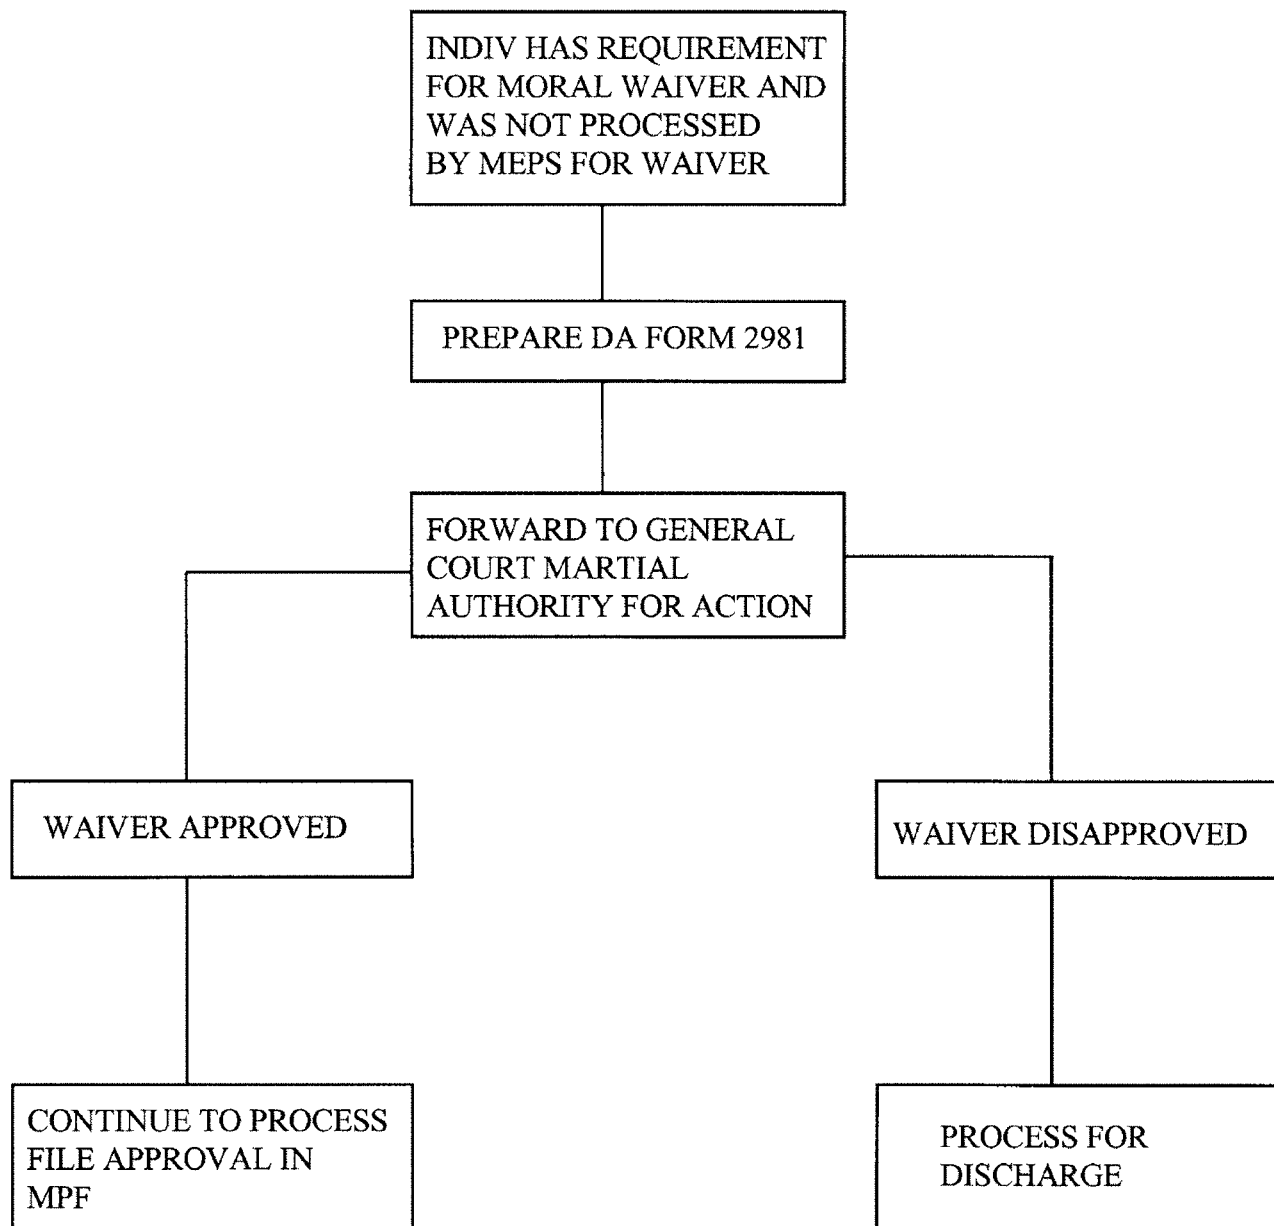 INDIV HAS REQUIREMENT
FOR MORAL WAIVER AND
WAS NOT PROCESSED
BY MEPS FOR WAIVER
PREPARE DA FORM 2981
FORWARD TO GENERAL
COURT MARTIAL
AUTHORITY FOR ACTION
WAIVER APPROVED
WAIVER DISAPPROVED
CONTINUE TO PROCESS
FILE APPROVAL IN
MPF
PROCESS FOR
DISCHARGE